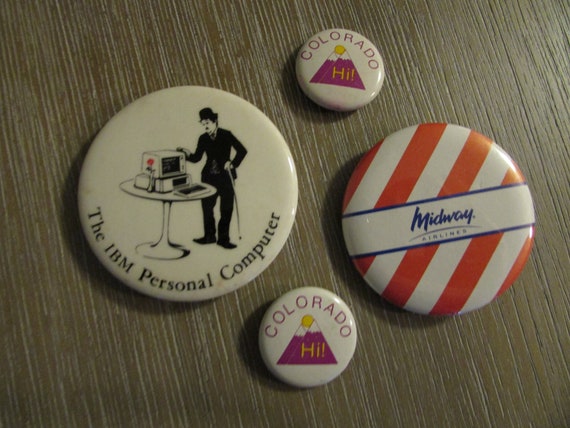 COLORADO
Hi!
The IBM Personal Computer
Midway
AIRLINES
COLORADO
Hi!